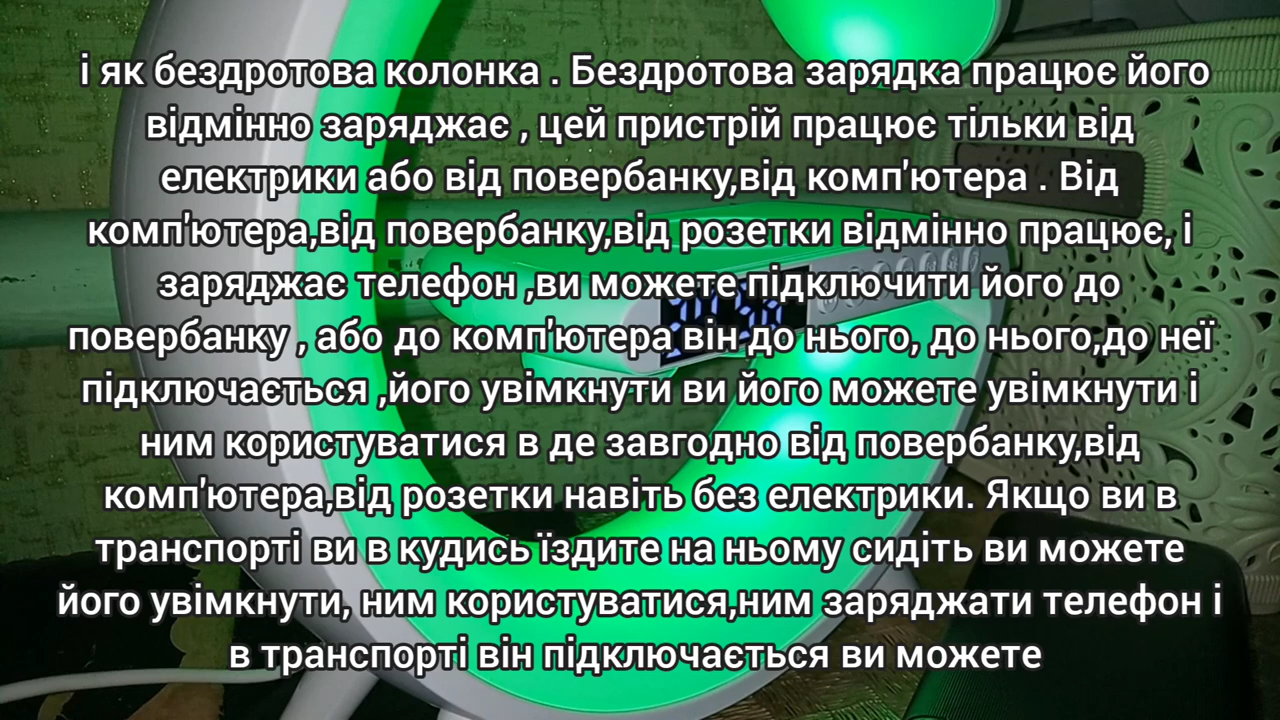 і як бездротова колонка . Бездротова зарядка працює його
відмінно заряджає , цей пристрій працює тільки від
електрики або від повербанку,від комп'ютера . Від
комп'ютера,від повербанку,від розетки відмінно працює, і
заряджає телефон ,ви можете підключити його до
повербанку , або до комп'ютера він до нього, до нього,до неї
підключається ,його увімкнути ви його можете увімкнути і
ним користуватися в де завгодно від повербанку,від
комп'ютера,від розетки навіть без електрики. Якщо ви в
транспорті ви в кудись їздите на ньому сидіть ви можете
його увімкнути, ним користуватися,ним заряджати телефон і
в транспорті він підключається ви можете